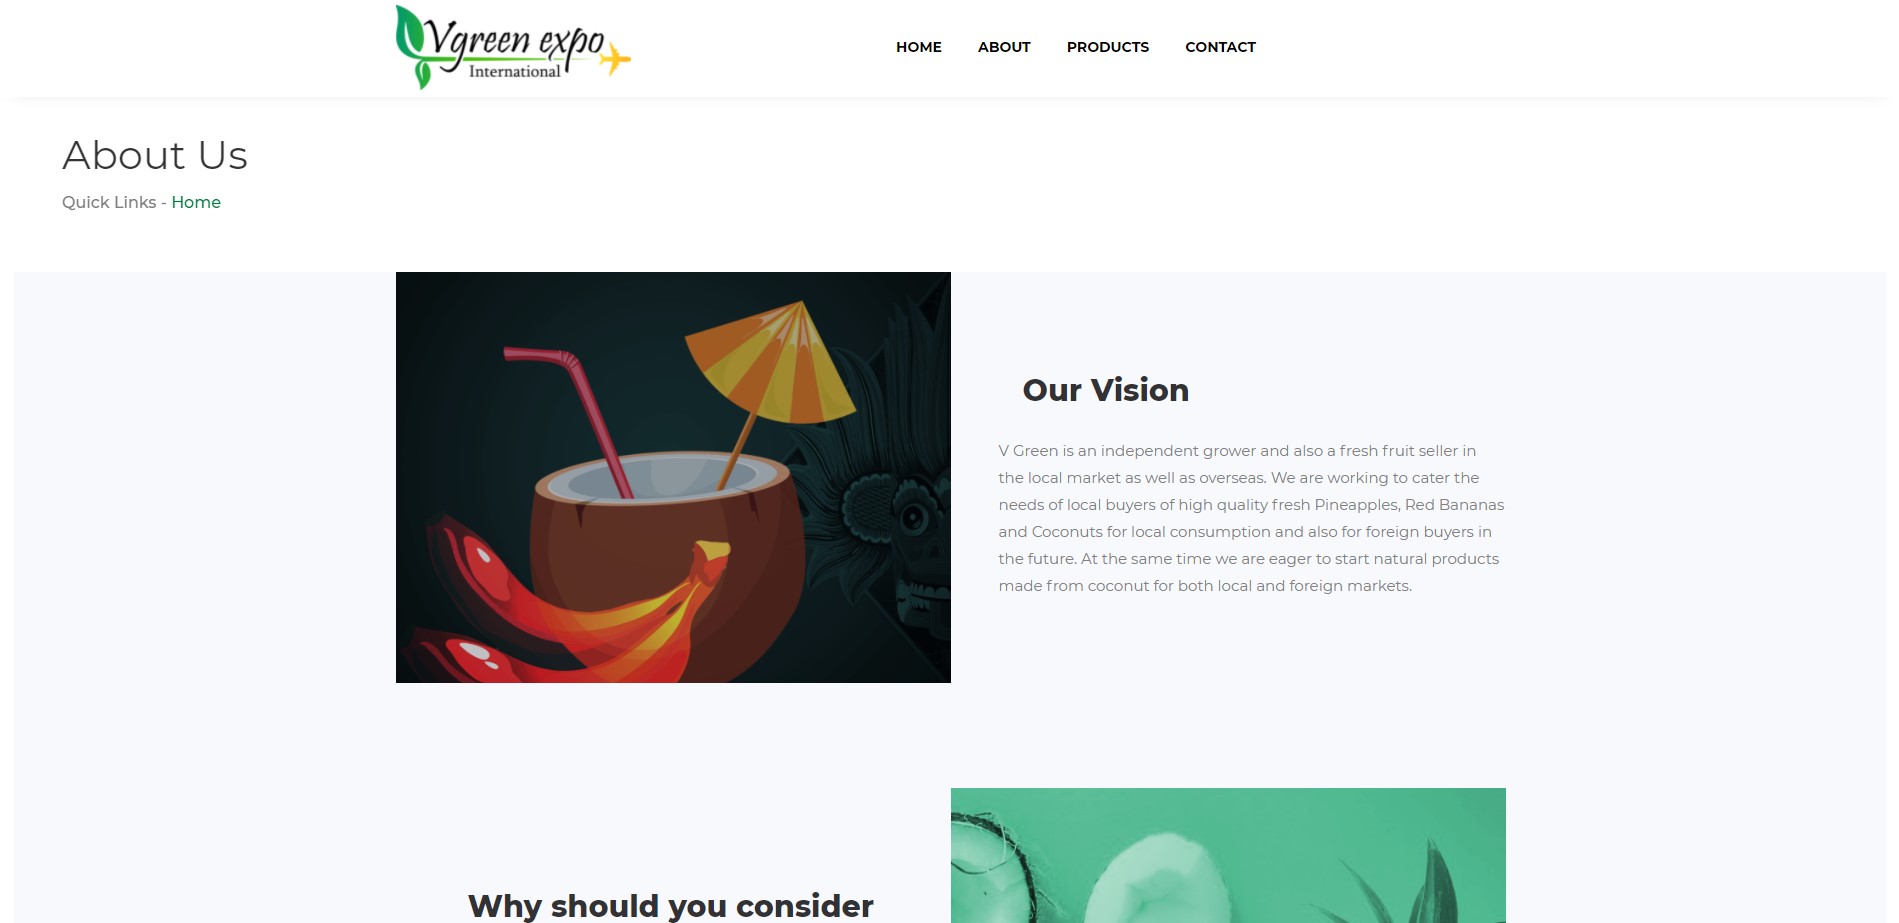 Vgreen expo
International
HOME ABOUT PRODUCTS CONTACT
About Us
Quick Links - Home
Our Vision
V Green is an independent grower and also a fresh fruit seller in
the local market as well as overseas. We are working to cater the
needs of local buyers of high quality fresh Pineapples, Red Bananas
and Coconuts for local consumption and also for foreign buyers in
the future. At the same time we are eager to start natural products
made from coconut for both local and foreign markets.
Why should you consider